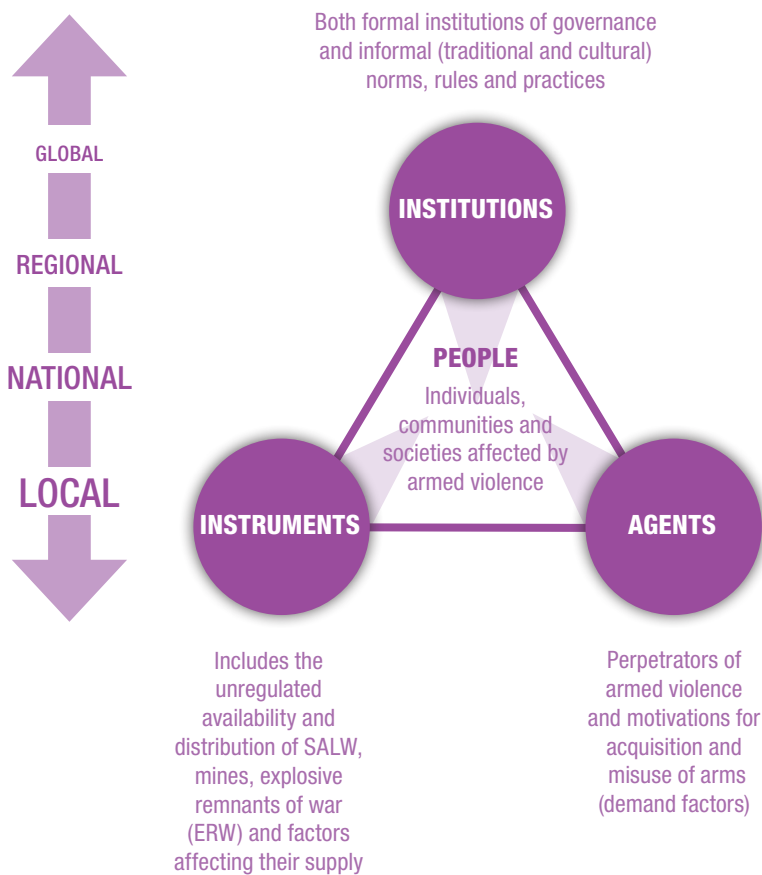 Both formal institutions of governance
and informal (traditional and cultural)
norms, rules and practices
GLOBAL
REGIONAL
NATIONAL
LOCAL
INSTITUTIONS
PEOPLE
Individuals,
communities and
societies affected by
armed violence
INSTRUMENTS
AGENTS
Includes the
unregulated
availability and
distribution of SALW,
mines, explosive
remnants of war
(ERW) and factors
affecting their supply
Perpetrators of
armed violence
and motivations for
acquisition and
misuse of arms
(demand factors)